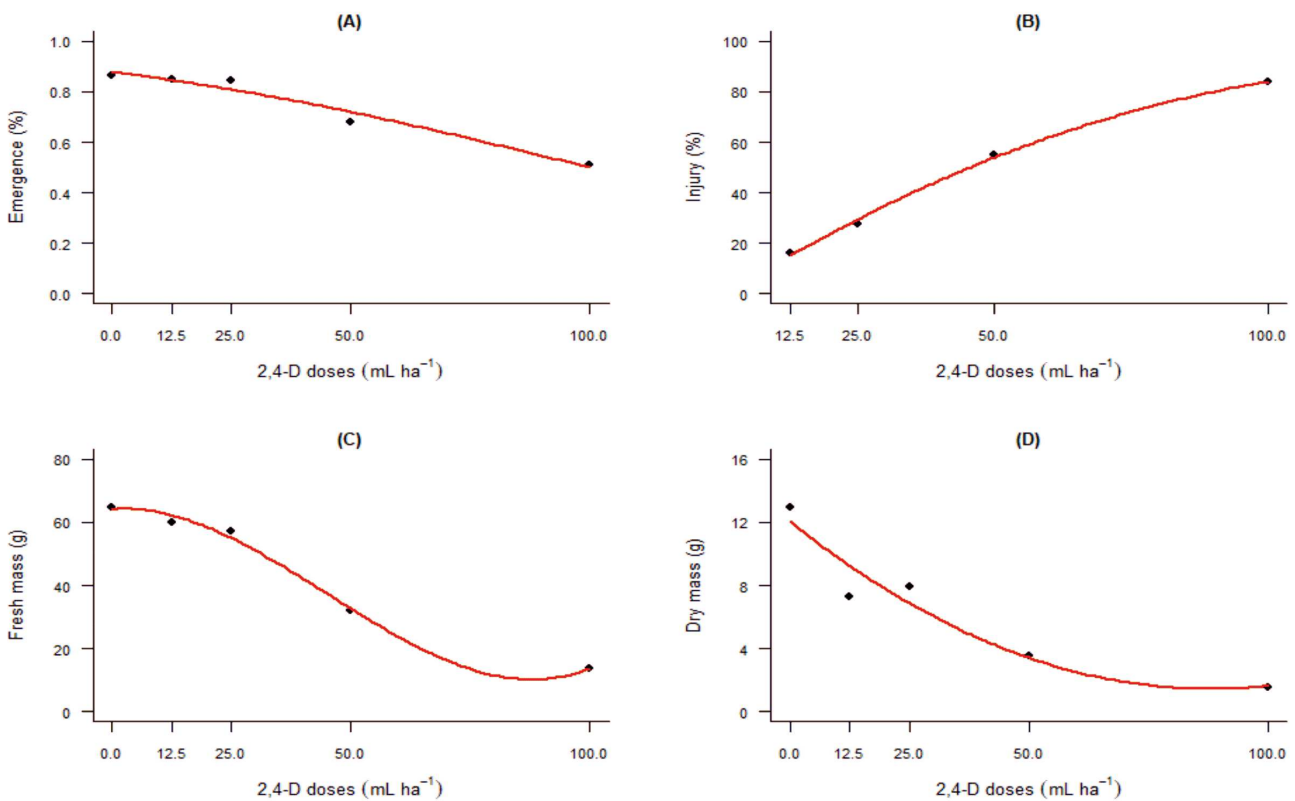 (A)
Emergence (%)
1.0
0.8
0.6
0.4
0.2
0.0
0.0 12.5 25.0 50.0 100.0
2,4-D doses (mL ha⁻¹)
(B)
Injury (%)
100
80
60
40
20
0
12.5 25.0 50.0 100.0
2,4-D doses (mL ha⁻¹)
(C)
Fresh mass (g)
80
60
40
20
0
0.0 12.5 25.0 50.0 100.0
2,4-D doses (mL ha⁻¹)
(D)
Dry mass (g)
16
12
8
4
0
0.0 12.5 25.0 50.0 100.0
2,4-D doses (mL ha⁻¹)